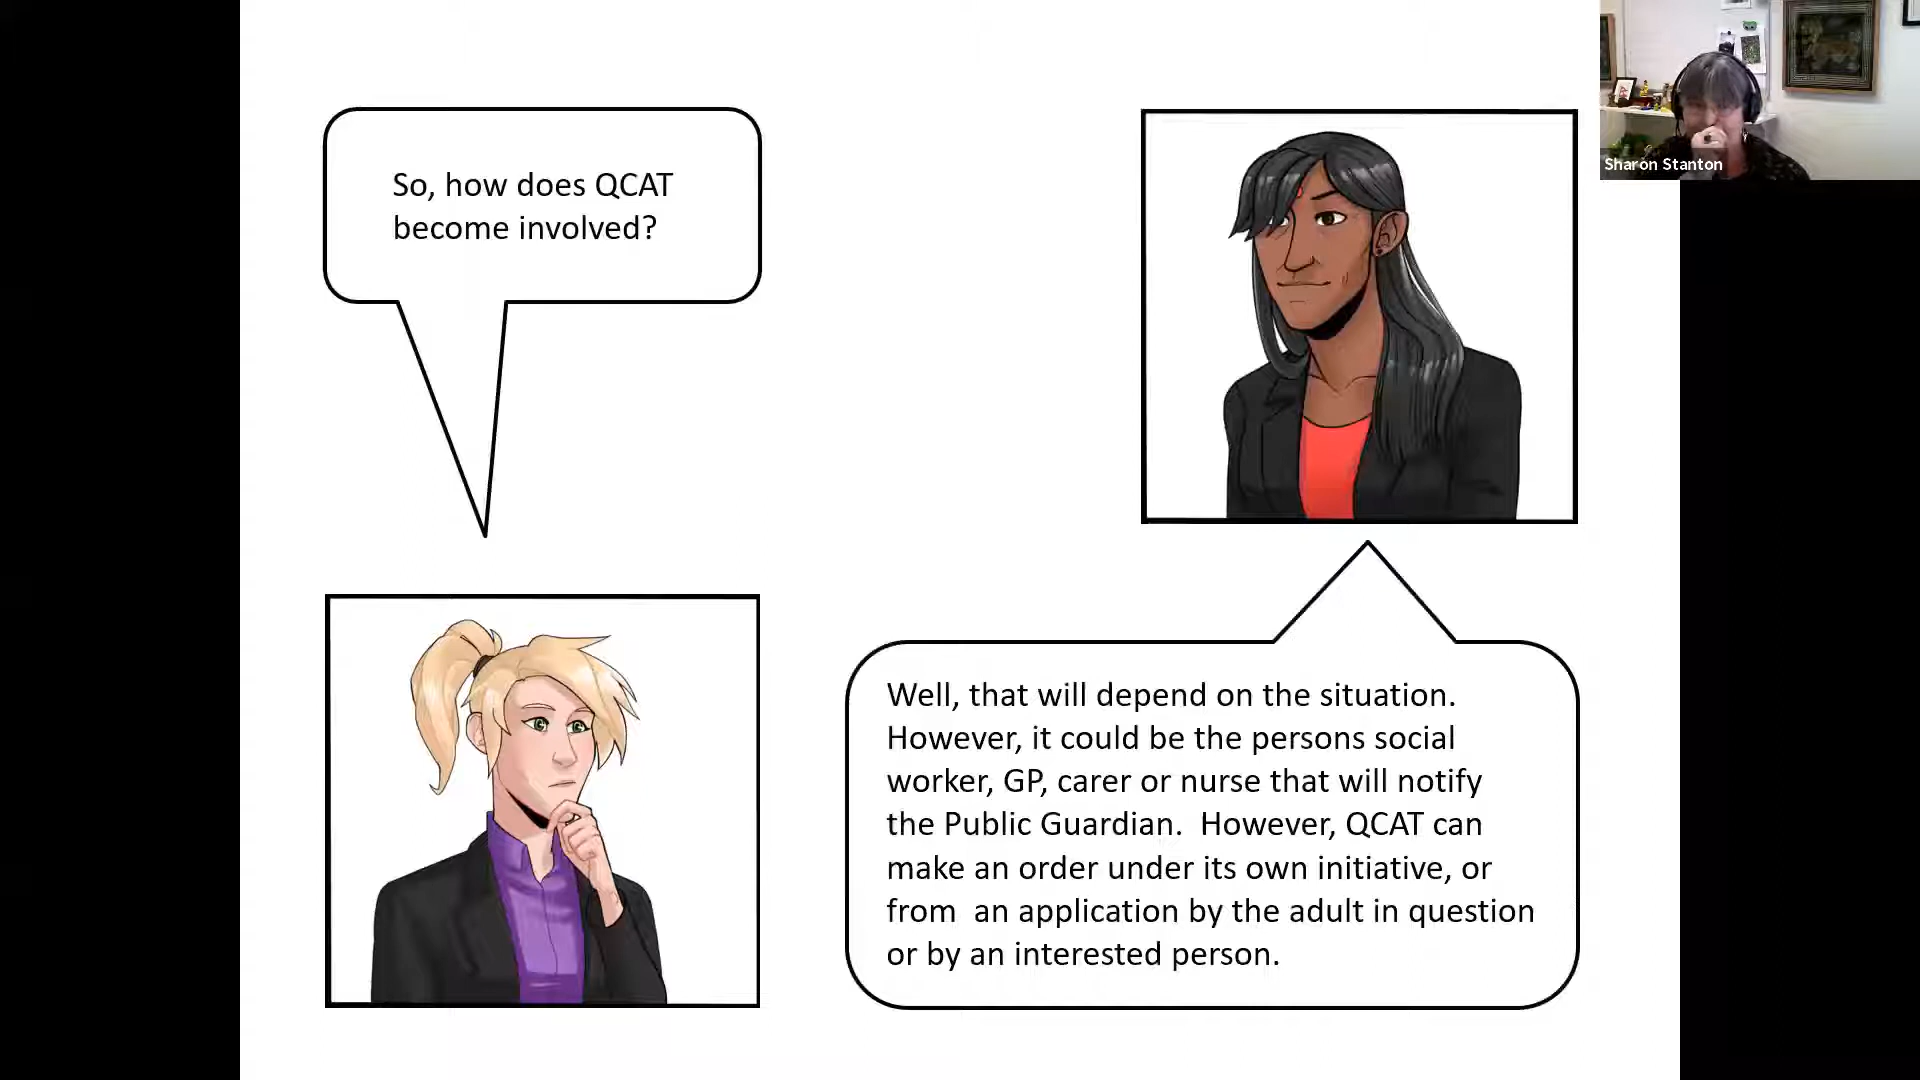 So, how does QCAT
become involved?
Sharon Stanton
Well, that will depend on the situation.
However, it could be the persons social
worker, GP, carer or nurse that will notify
the Public Guardian.  However, QCAT can
make an order under its own initiative, or
from  an application by the adult in question
or by an interested person.